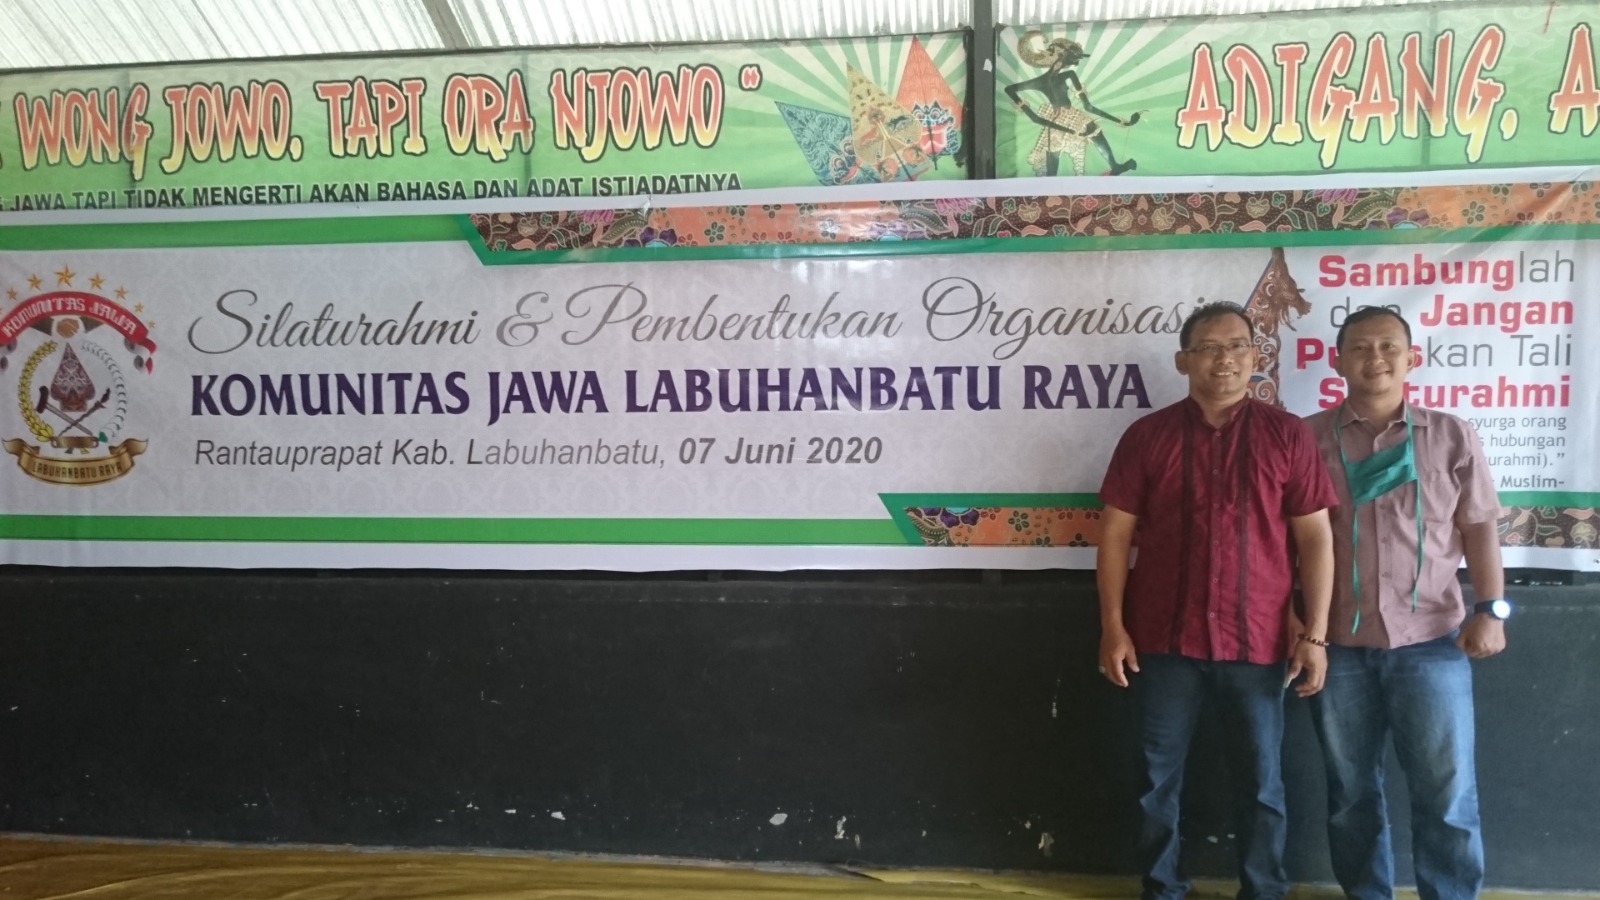 WONG JOWO, TAPI ORA NJOWO "
JAWA TAPI TIDAK MENGERTI AKAN BAHASA DAN ADAT ISTIADATNYA
ADIGANG, A
KOMUNITAS JAWA
LABUHANBATU RAYA
Silaturahmi & Pembentukan Organisasi
KOMUNITAS JAWA LABUHANBATU RAYA
Rantauprapat Kab. Labuhanbatu, 07 Juni 2020
Sambunglah
Jangan
kan Tali
turahmi
syurga orang
hubungan
urahmi)."
Muslim-